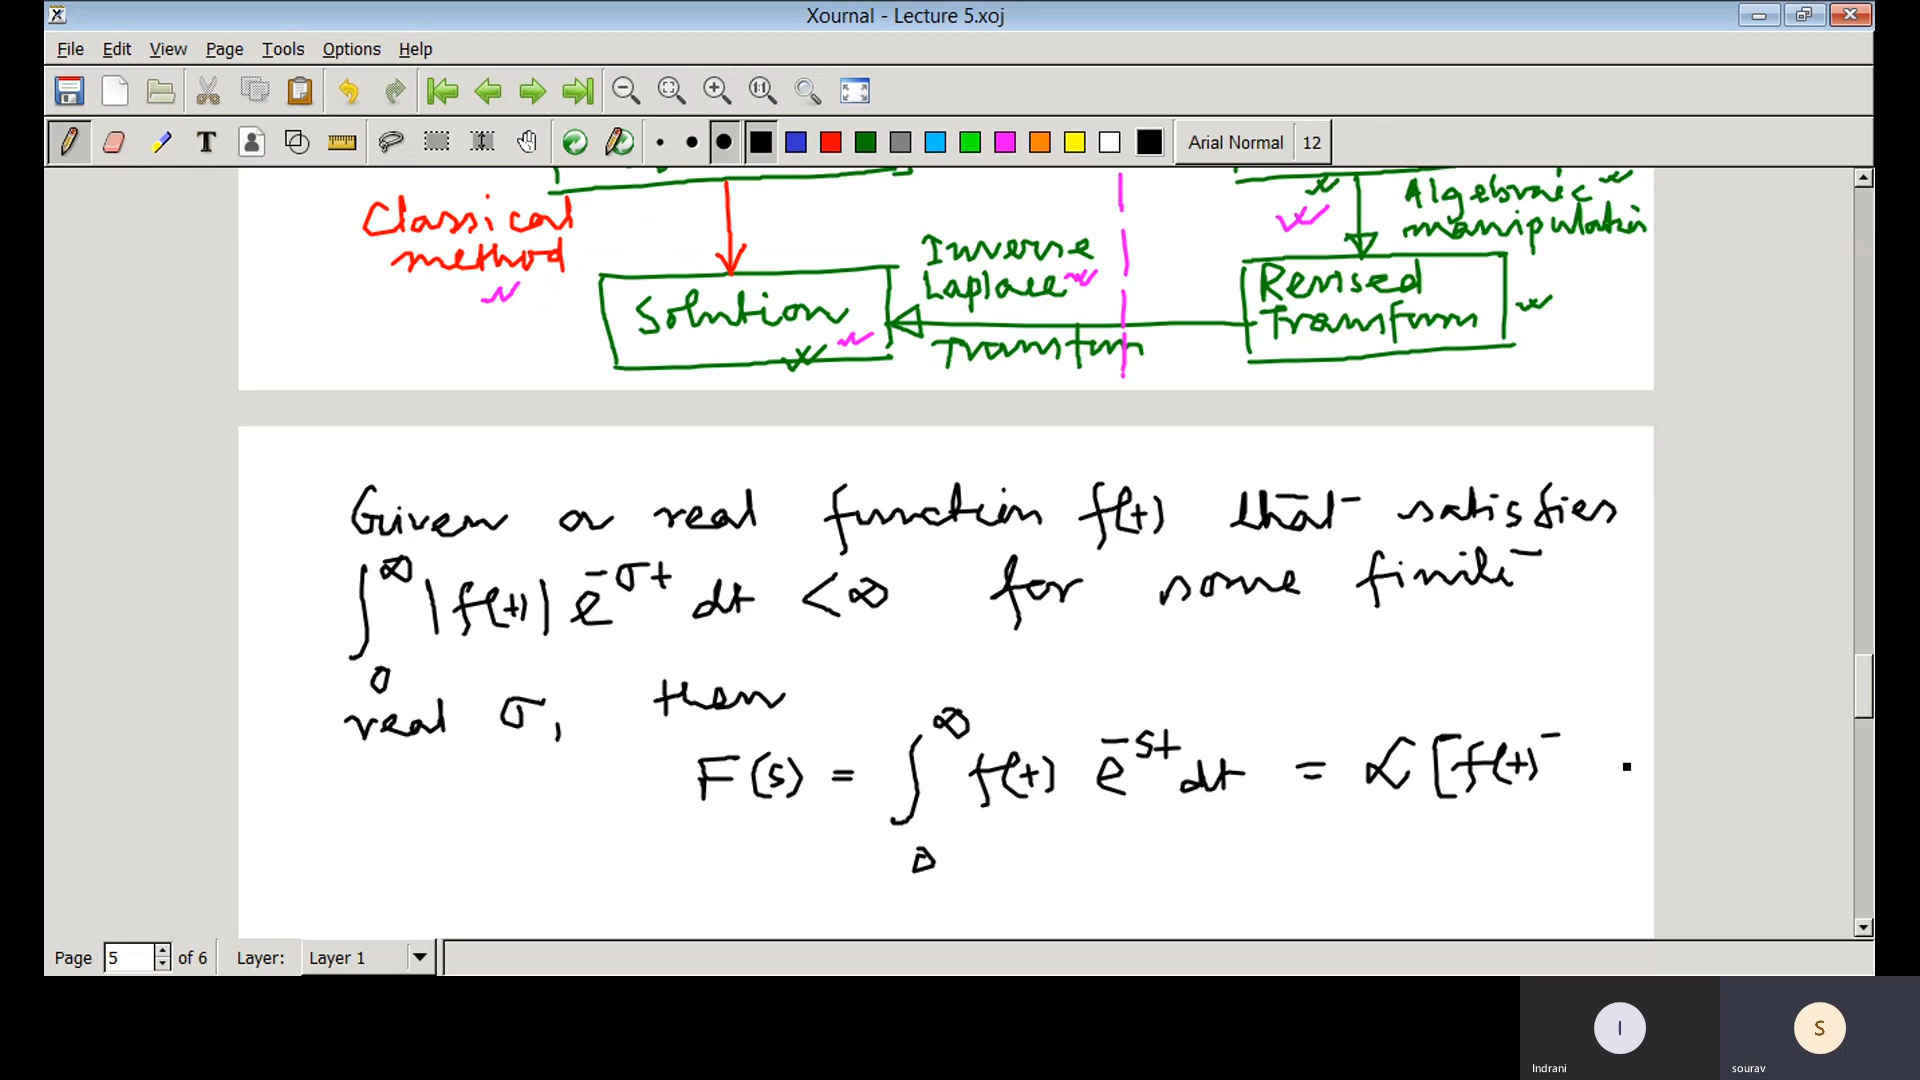 Xournal - Lecture 5.xoj
File Edit View Page Tools Options Help
Arial Normal 12
Classical
method
Solution
Inverse
Laplace
Transform
Algebraic
manipulation
Revised
Transform
Given a real function f(t) that satisfies
∫₀^∞ |f(t)| e^{-σt} dt < ∞ for some finite
real σ, then
F(s) = ∫₀^∞ f(t) e^{-st} dt = ℒ [f(t)
Page 5 of 6 Layer: Layer 1
I
S
Indrani
sourav